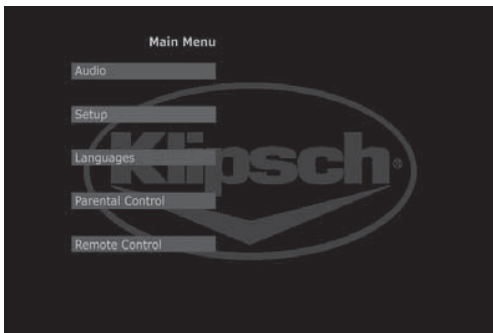 Main Menu
Audio
Setup
Languages
Parental Control
Remote Control
Klipsch®